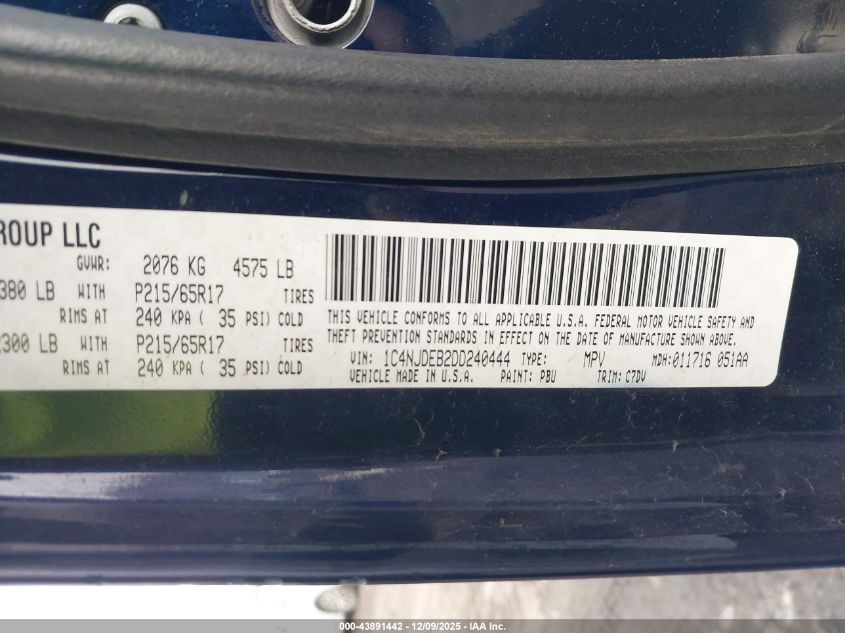 ROUP LLC
GVWR: 2076 KG 4575 LB
380 LB WITH P215/65R17 TIRES
RIMS AT 240 KPA ( 35 PSI) COLD
2300 LB WITH P215/65R17 TIRES
RIMS AT 240 KPA ( 35 PSI) COLD
THIS VEHICLE CONFORMS TO ALL APPLICABLE U.S.A. FEDERAL MOTOR VEHICLE SAFETY AND
THEFT PREVENTION STANDARDS IN EFFECT ON THE DATE OF MANUFACTURE SHOWN ABOVE.
VIN: 1C4NJDEB2DD240444 TYPE: MPV MDH:011716 051AA
VEHICLE MADE IN U.S.A. PAINT: PBU TRIM: C7DV
000-43891442 - 12/09/2025 - IAA Inc.